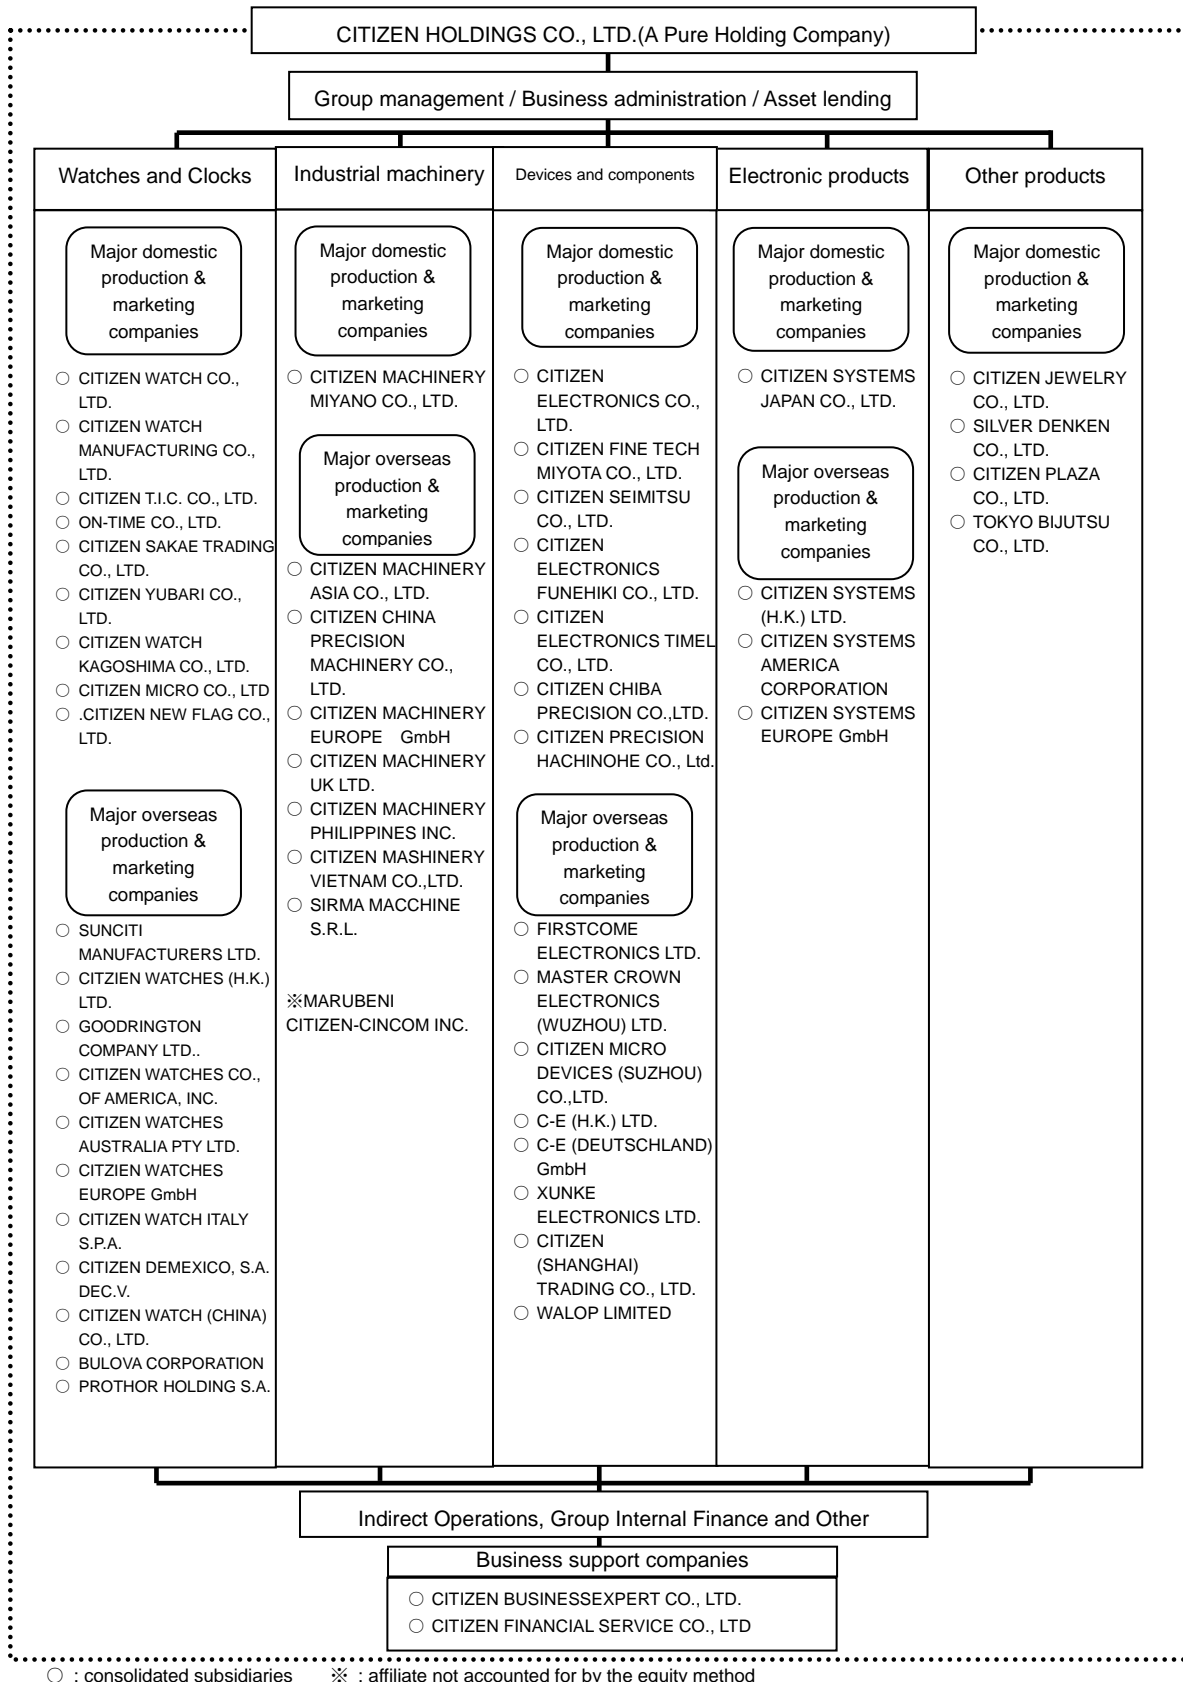 CITIZEN HOLDINGS CO., LTD.(A Pure Holding Company)
Group management / Business administration / Asset lending
Watches and Clocks
Major domestic
production &
marketing
companies
○ CITIZEN WATCH CO.,
LTD.
○ CITIZEN WATCH
MANUFACTURING CO.,
LTD.
○ CITIZEN T.I.C. CO., LTD.
○ ON-TIME CO., LTD.
○ CITIZEN SAKAE TRADING
CO., LTD.
○ CITIZEN YUBARI CO.,
LTD.
○ CITIZEN WATCH
KAGOSHIMA CO., LTD.
○ CITIZEN MICRO CO., LTD
○ .CITIZEN NEW FLAG CO.,
LTD.
Major overseas
production &
marketing
companies
○ SUNCITI
MANUFACTURERS LTD.
○ CITZIEN WATCHES (H.K.)
LTD.
○ GOODRINGTON
COMPANY LTD..
○ CITIZEN WATCHES CO.,
OF AMERICA, INC.
○ CITIZEN WATCHES
AUSTRALIA PTY LTD.
○ CITZIEN WATCHES
EUROPE GmbH
○ CITIZEN WATCH ITALY
S.P.A.
○ CITIZEN DEMEXICO, S.A.
DEC.V.
○ CITIZEN WATCH (CHINA)
CO., LTD.
○ BULOVA CORPORATION
○ PROTHOR HOLDING S.A.
Industrial machinery
Major domestic
production &
marketing
companies
○ CITIZEN MACHINERY
MIYANO CO., LTD.
Major overseas
production &
marketing
companies
○ CITIZEN MACHINERY
ASIA CO., LTD.
○ CITIZEN CHINA
PRECISION
MACHINERY CO.,
LTD.
○ CITIZEN MACHINERY
EUROPE GmbH
○ CITIZEN MACHINERY
UK LTD.
○ CITIZEN MACHINERY
PHILIPPINES INC.
○ CITIZEN MASHINERY
VIETNAM CO.,LTD.
○ SIRMA MACCHINE
S.R.L.
※MARUBENI
CITIZEN-CINCOM INC.
Devices and components
Major domestic
production &
marketing
companies
○ CITIZEN
ELECTRONICS CO.,
LTD.
○ CITIZEN FINE TECH
MIYOTA CO., LTD.
○ CITIZEN SEIMITSU
CO., LTD.
○ CITIZEN
ELECTRONICS
FUNEHIKI CO., LTD.
○ CITIZEN
ELECTRONICS TIMEL
CO., LTD.
○ CITIZEN CHIBA
PRECISION CO.,LTD.
○ CITIZEN PRECISION
HACHINOHE CO., Ltd.
Major overseas
production &
marketing
companies
○ FIRSTCOME
ELECTRONICS LTD.
○ MASTER CROWN
ELECTRONICS
(WUZHOU) LTD.
○ CITIZEN MICRO
DEVICES (SUZHOU)
CO.,LTD.
○ C-E (H.K.) LTD.
○ C-E (DEUTSCHLAND)
GmbH
○ XUNKE
ELECTRONICS LTD.
○ CITIZEN
(SHANGHAI)
TRADING CO., LTD.
○ WALOP LIMITED
Electronic products
Major domestic
production &
marketing
companies
○ CITIZEN SYSTEMS
JAPAN CO., LTD.
Major overseas
production &
marketing
companies
○ CITIZEN SYSTEMS
(H.K.) LTD.
○ CITIZEN SYSTEMS
AMERICA
CORPORATION
○ CITIZEN SYSTEMS
EUROPE GmbH
Other products
Major domestic
production &
marketing
companies
○ CITIZEN JEWELRY
CO., LTD.
○ SILVER DENKEN
CO., LTD.
○ CITIZEN PLAZA
CO., LTD.
○ TOKYO BIJUTSU
CO., LTD.
Indirect Operations, Group Internal Finance and Other
Business support companies
○ CITIZEN BUSINESSEXPERT CO., LTD.
○ CITIZEN FINANCIAL SERVICE CO., LTD
○ : consolidated subsidiaries ※ : affiliate not accounted for by the equity method